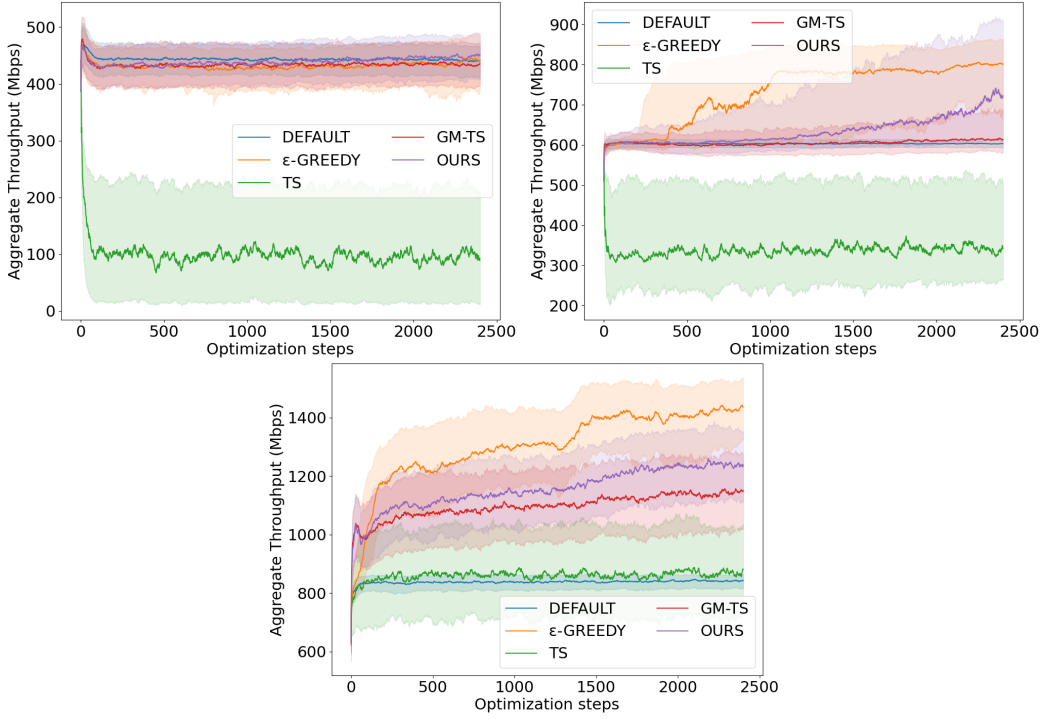 500
400
300
200
100
0
Aggregate Throughput (Mbps)
DEFAULT
ε-GREEDY
TS
GM-TS
OURS
0
500
1000
1500
2000
2500
Optimization steps
900
800
700
600
500
400
300
200
Aggregate Throughput (Mbps)
DEFAULT
ε-GREEDY
TS
GM-TS
OURS
0
500
1000
1500
2000
2500
Optimization steps
1400
1200
1000
800
600
Aggregate Throughput (Mbps)
DEFAULT
ε-GREEDY
TS
GM-TS
OURS
0
500
1000
1500
2000
2500
Optimization steps